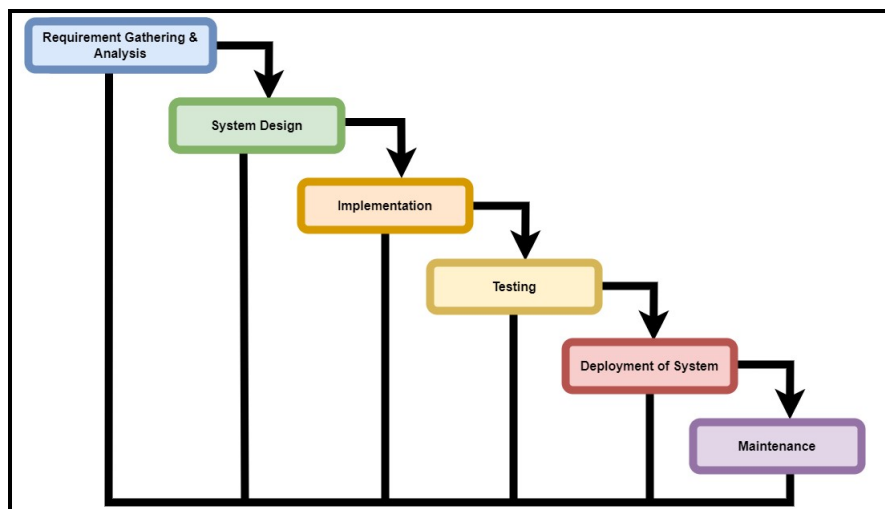 Requirement Gathering &
Analysis
System Design
Implementation
Testing
Deployment of System
Maintenance